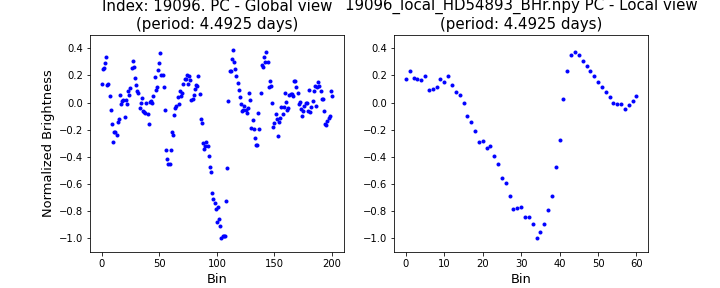 Index: 19096. PC - Global view
(period: 4.4925 days)
19096_local_HD54893_BHr.npy PC - Local view
(period: 4.4925 days)
Normalized Brightness
0.4
0.2
0.0
−0.2
−0.4
−0.6
−0.8
−1.0
0 50 100 150 200
Bin
0.4
0.2
0.0
−0.2
−0.4
−0.6
−0.8
−1.0
0 10 20 30 40 50 60
Bin